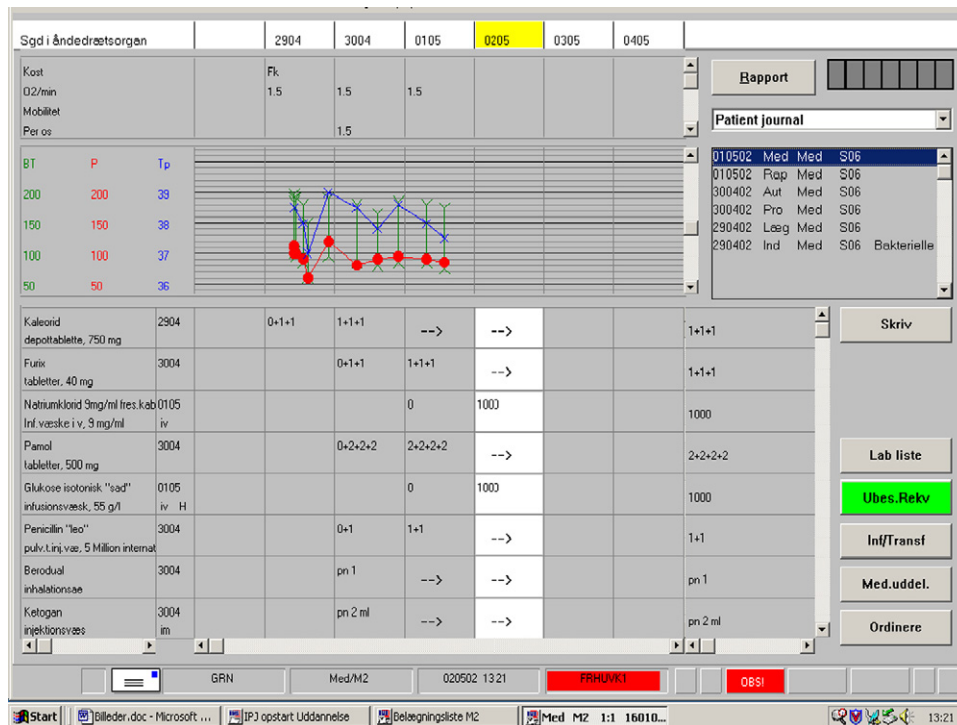 Sgd i åndedrætsorgan 2904 3004 0105 0205 0305 0405
Kost Fk
O2/min 1.5 1.5 1.5
Mobilitet
Per os 1.5
Rapport
Patient journal
BT P Tp
200 200 39
150 150 38
100 100 37
50 50 36
010502 Med Med S06
010502 Rap Med S06
300402 Aut Med S06
300402 Pro Med S06
290402 Læg Med S06
290402 Ind Med S06 Bakterielle
Kaleorid 2904 0+1+1 1+1+1 --> --> 1+1+1
depottablette, 750 mg
Skriv
Furix 3004 0+1+1 1+1+1 --> 1+1+1
tabletter, 40 mg
Natriumklorid 9mg/ml fres.kab 0105 0 1000 1000
Inf.væske i v, 9 mg/ml iv
Pamol 3004 0+2+2+2 2+2+2+2 --> 2+2+2+2
tabletter, 500 mg
Lab liste
Glukose isotonisk "sad" 0105 0 1000 1000
infusionsvæsk, 55 g/l iv H
Ubes.Rekv
Penicillin "leo" 3004 0+1 1+1 --> 1+1
pulv.t.inj.væ, 5 Million internat
Inf/Transf
Berodual 3004 pn 1 --> --> pn 1
inhalationsae
Med.uddel.
Ketogan 3004 pn 2 ml --> --> pn 2 ml
injektionsvæs im
Ordinere
GRN Med/M2 020502 1321 FRHUVK1 OBS!
Start Billeder.doc - Microsoft ... IPJ opstart Uddannelse Belægningsliste M2 Med M2 1:1 16010... 13:21